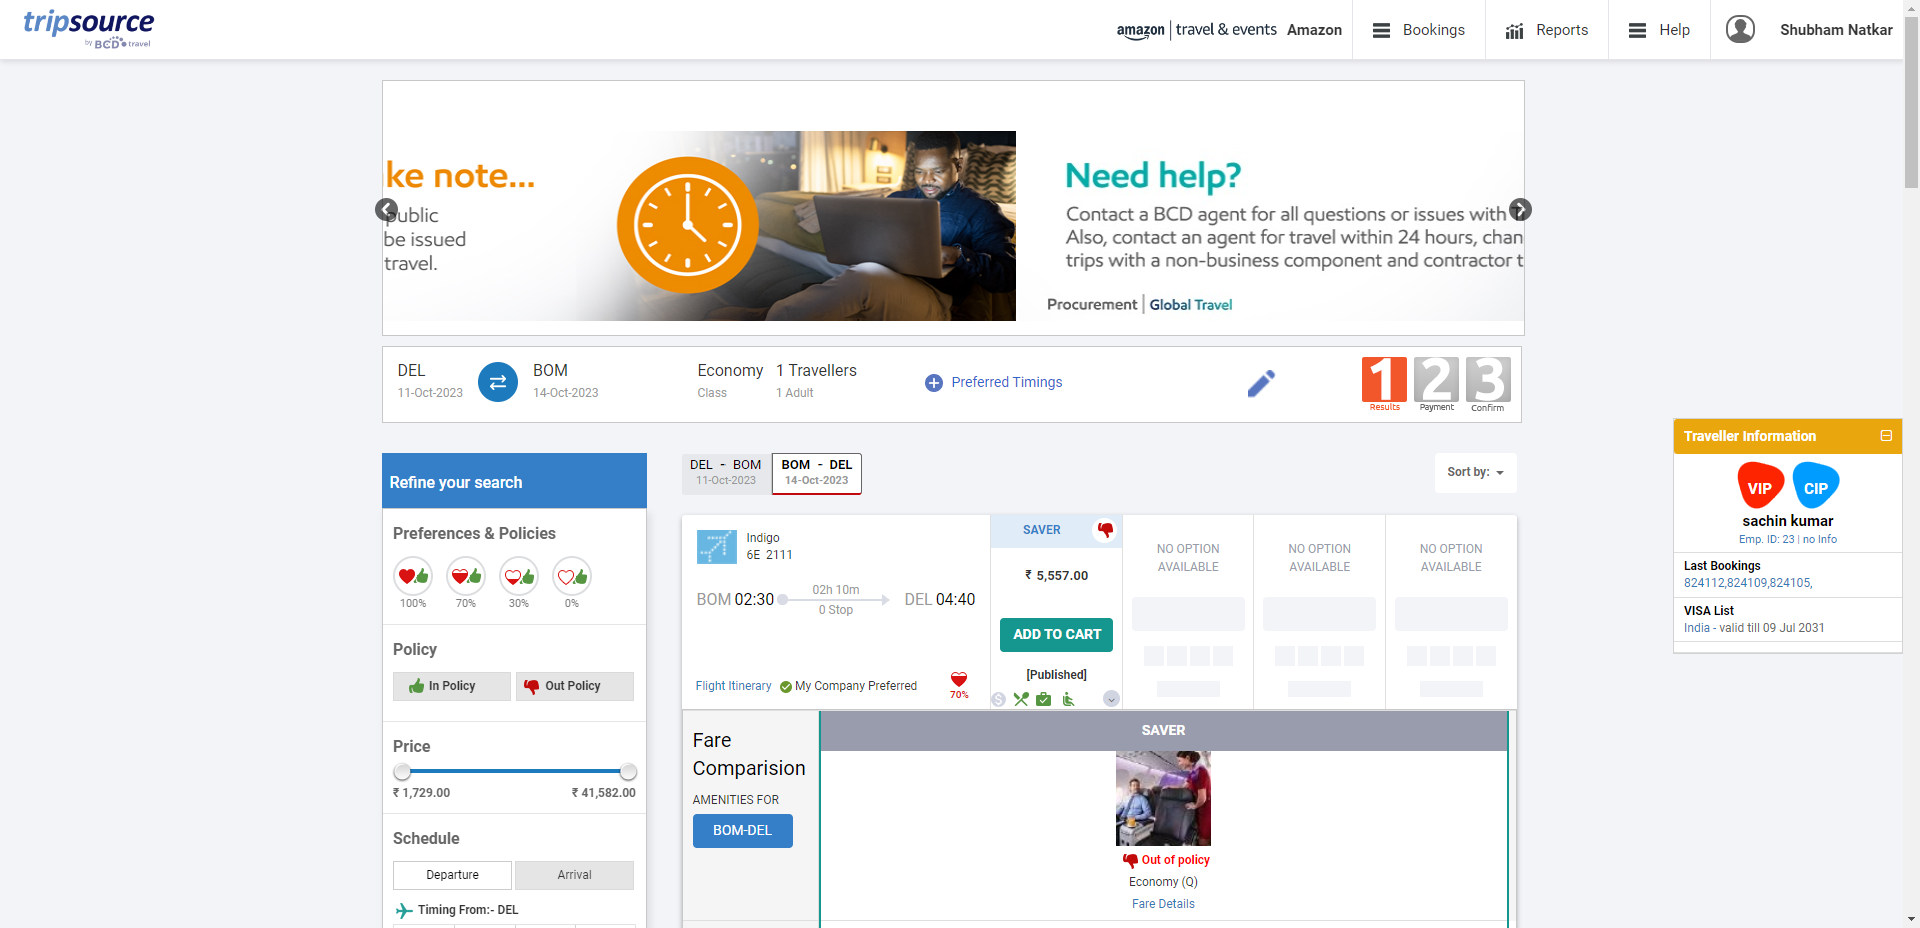 tripsource
by BCD travel
amazon | travel & events Amazon
Bookings
Reports
Help
Shubham Natkar
ke note...
public
be issued
travel.
Need help?
Contact a BCD agent for all questions or issues with
Also, contact an agent for travel within 24 hours, chan
trips with a non-business component and contractor t
Procurement | Global Travel
DEL
11-Oct-2023
BOM
14-Oct-2023
Economy
Class
1 Travellers
1 Adult
Preferred Timings
1 2 3
Results Payment Confirm
Traveller Information
VIP CIP
sachin kumar
Emp. ID: 23 | no Info
Last Bookings
824112,824109,824105,
VISA List
India - valid till 09 Jul 2031
Refine your search
Preferences & Policies
100% 70% 30% 0%
Policy
In Policy
Out Policy
Price
₹ 1,729.00
₹ 41,582.00
Schedule
Departure
Arrival
Timing From:- DEL
DEL - BOM
11-Oct-2023
BOM - DEL
14-Oct-2023
Sort by:
Indigo
6E 2111
BOM 02:30
02h 10m
0 Stop
DEL 04:40
Flight Itinerary
My Company Preferred
70%
SAVER
₹ 5,557.00
ADD TO CART
[Published]
NO OPTION
AVAILABLE
NO OPTION
AVAILABLE
NO OPTION
AVAILABLE
Fare
Comparision
AMENITIES FOR
BOM-DEL
SAVER
Out of policy
Economy (Q)
Fare Details